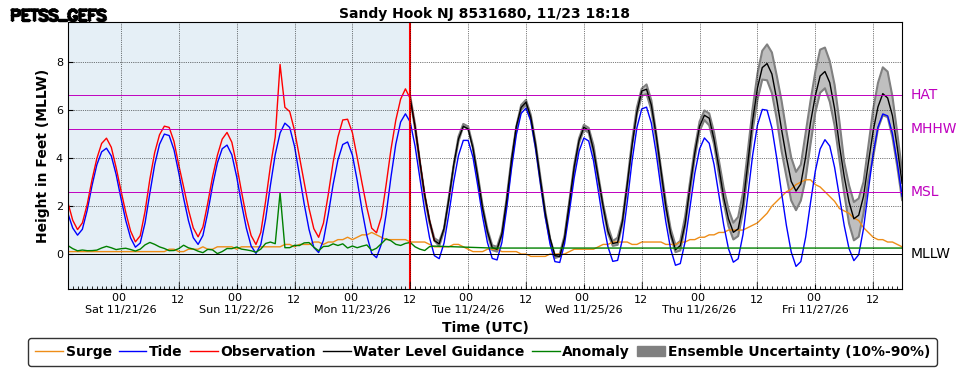 PETSS_GEFS
Sandy Hook NJ 8531680, 11/23 18:18
Height in Feet (MLLW)
8
6
4
2
0
HAT
MHHW
MSL
MLLW
00 12 00 12 00 12 00 12 00 12 00 12 00 12
Sat 11/21/26 Sun 11/22/26 Mon 11/23/26 Tue 11/24/26 Wed 11/25/26 Thu 11/26/26 Fri 11/27/26
Time (UTC)
Surge Tide Observation Water Level Guidance Anomaly Ensemble Uncertainty (10%-90%)